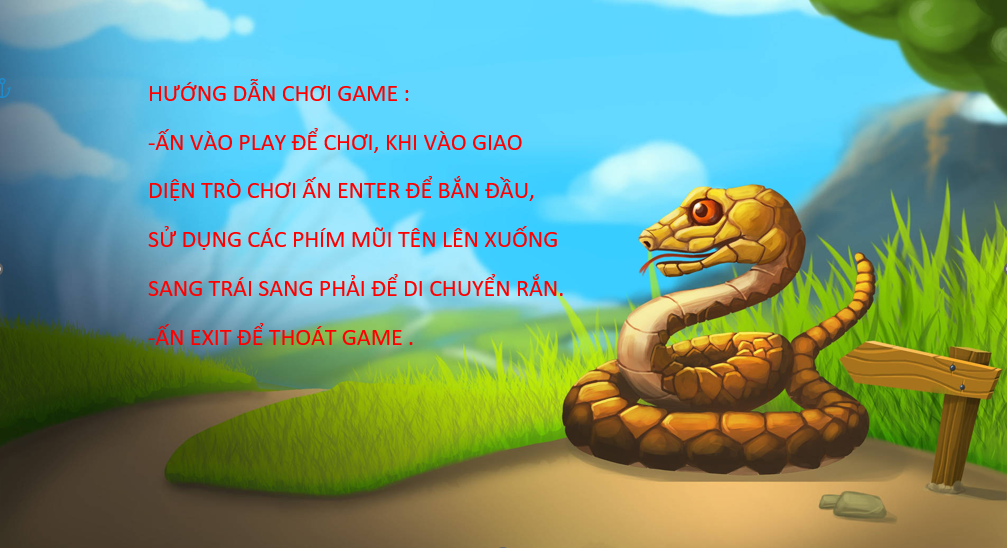 HƯỚNG DẪN CHƠI GAME :
-ẤN VÀO PLAY ĐỂ CHƠI, KHI VÀO GIAO
DIỆN TRÒ CHƠI ẤN ENTER ĐỂ BẮN ĐẦU,
SỬ DỤNG CÁC PHÍM MŨI TÊN LÊN XUỐNG
SANG TRÁI SANG PHẢI ĐỂ DI CHUYỂN RẮN.
-ẤN EXIT ĐỂ THOÁT GAME .